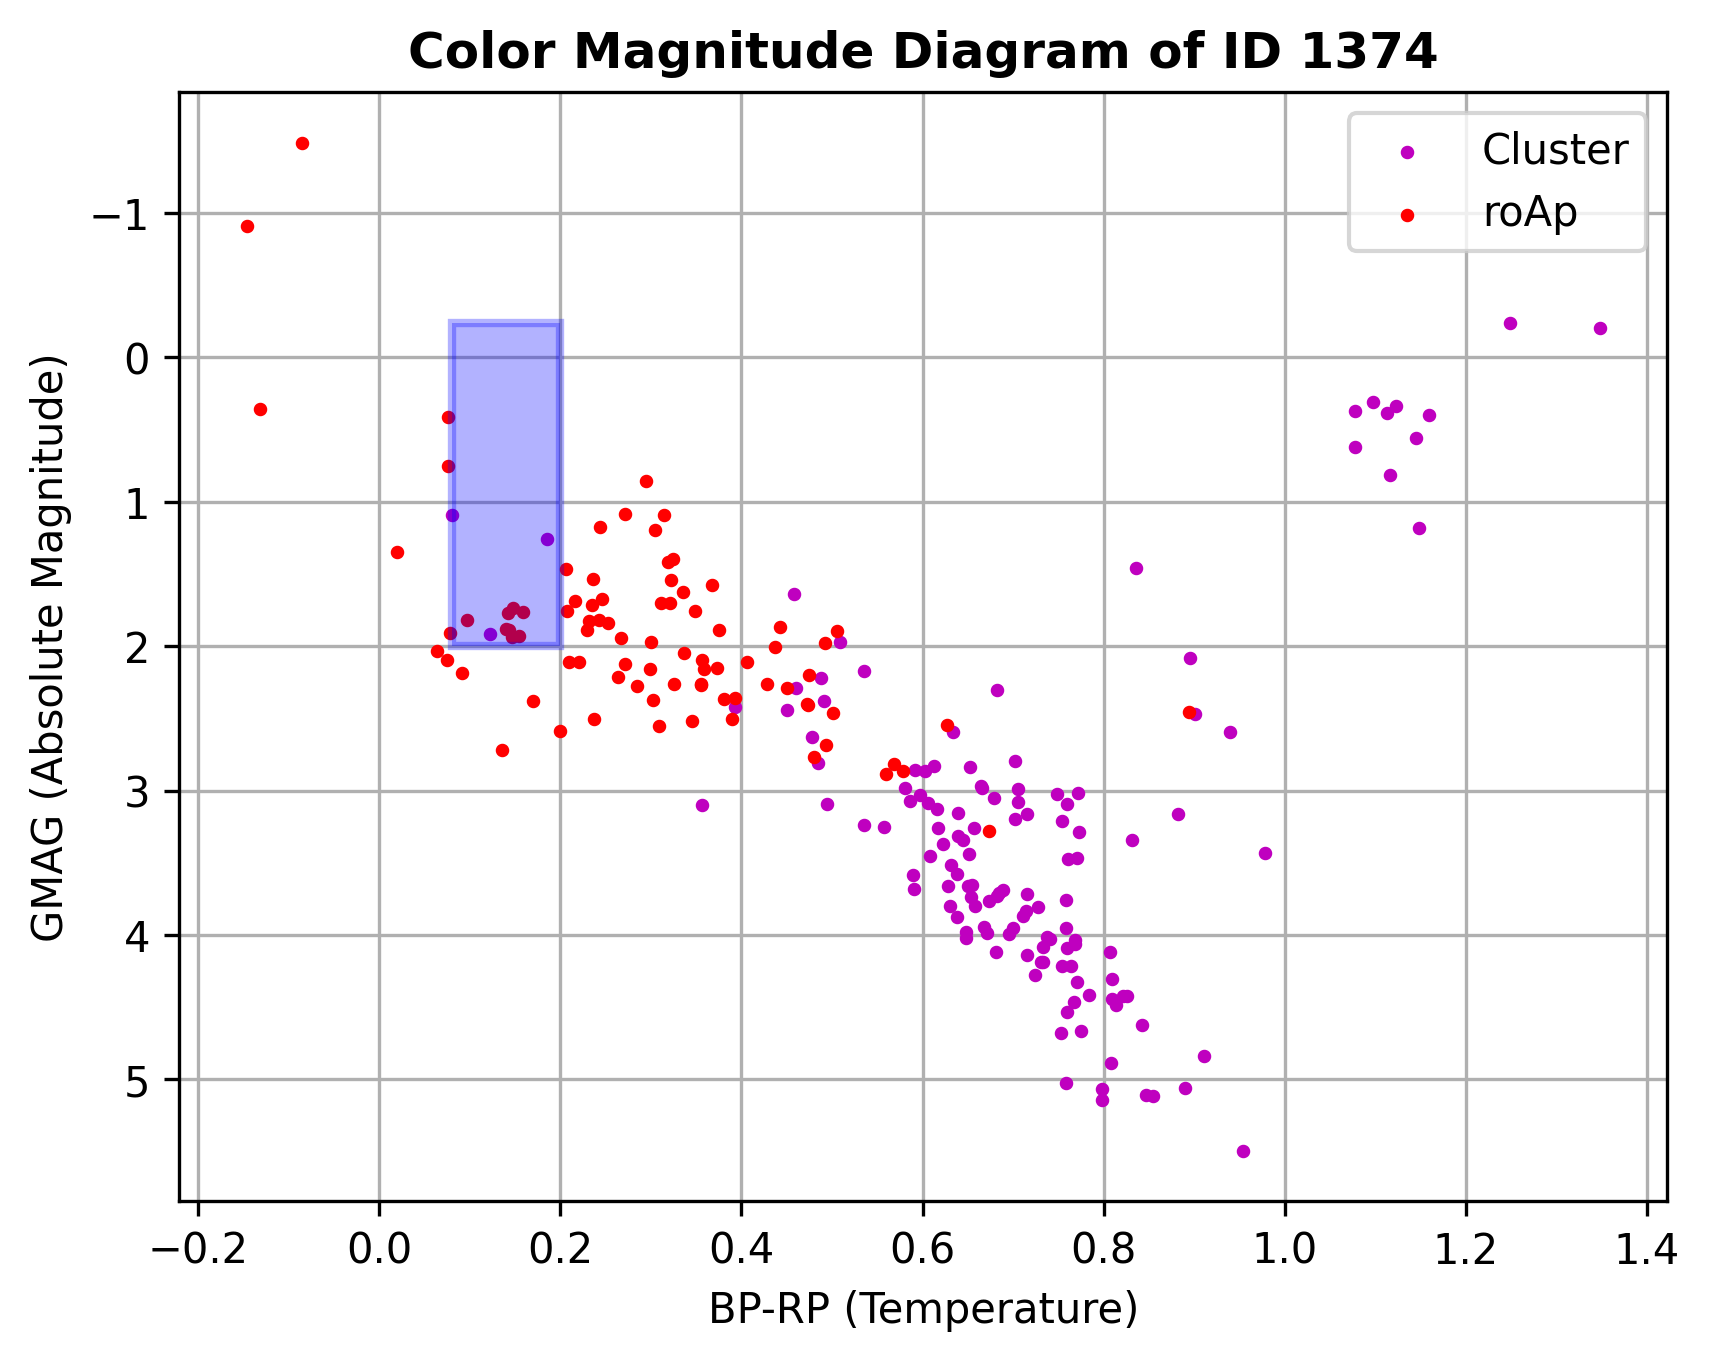 Color Magnitude Diagram of ID 1374
Cluster
roAp
GMAG (Absolute Magnitude)
−1
0
1
2
3
4
5
−0.2 0.0 0.2 0.4 0.6 0.8 1.0 1.2 1.4
BP-RP (Temperature)